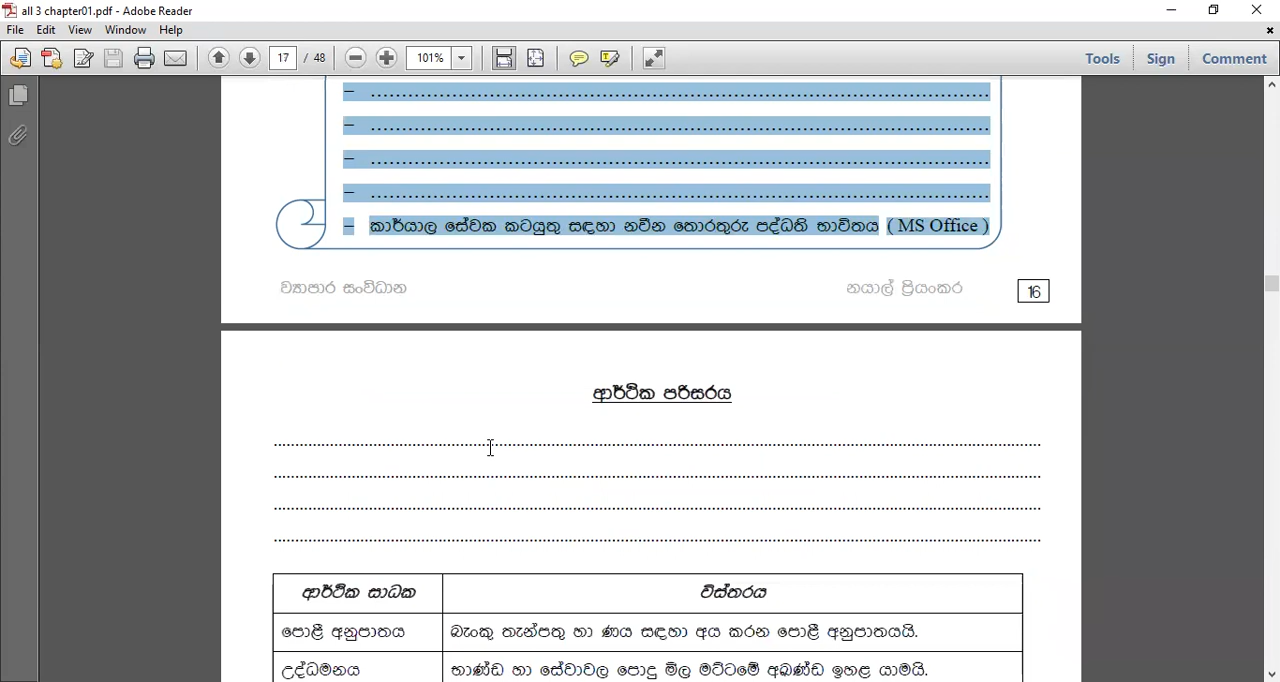 all 3 chapter01.pdf - Adobe Reader
File Edit View Window Help
17 / 48 101% Tools Sign Comment
– ..........................................................................................
– ..........................................................................................
– ..........................................................................................
– ..........................................................................................
– කාර්යාල සේවක කටයුතු සඳහා නවීන තොරතුරු පද්ධති භාවිතය ( MS Office )
ව්‍යාපාර සංවිධාන නයාල් ප්‍රියංකර 16
ආර්ථික පරිසරය
..........................................................................................
..........................................................................................
..........................................................................................
..........................................................................................
ආර්ථික සාධක විස්තරය
පොළී අනුපාතය බැංකු තැන්පතු හා ණය සඳහා අය කරන පොළී අනුපාතයයි.
උද්ධමනය භාණ්ඩ හා සේවාවල පොදු මිල මට්ටමේ අඛණ්ඩ ඉහළ යාමයි.